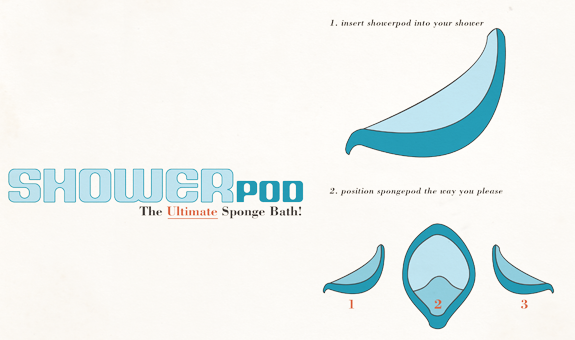 SHOWERPOD
The Ultimate Sponge Bath!
1. insert showerpod into your shower
2. position spongepod the way you please
1 2 3